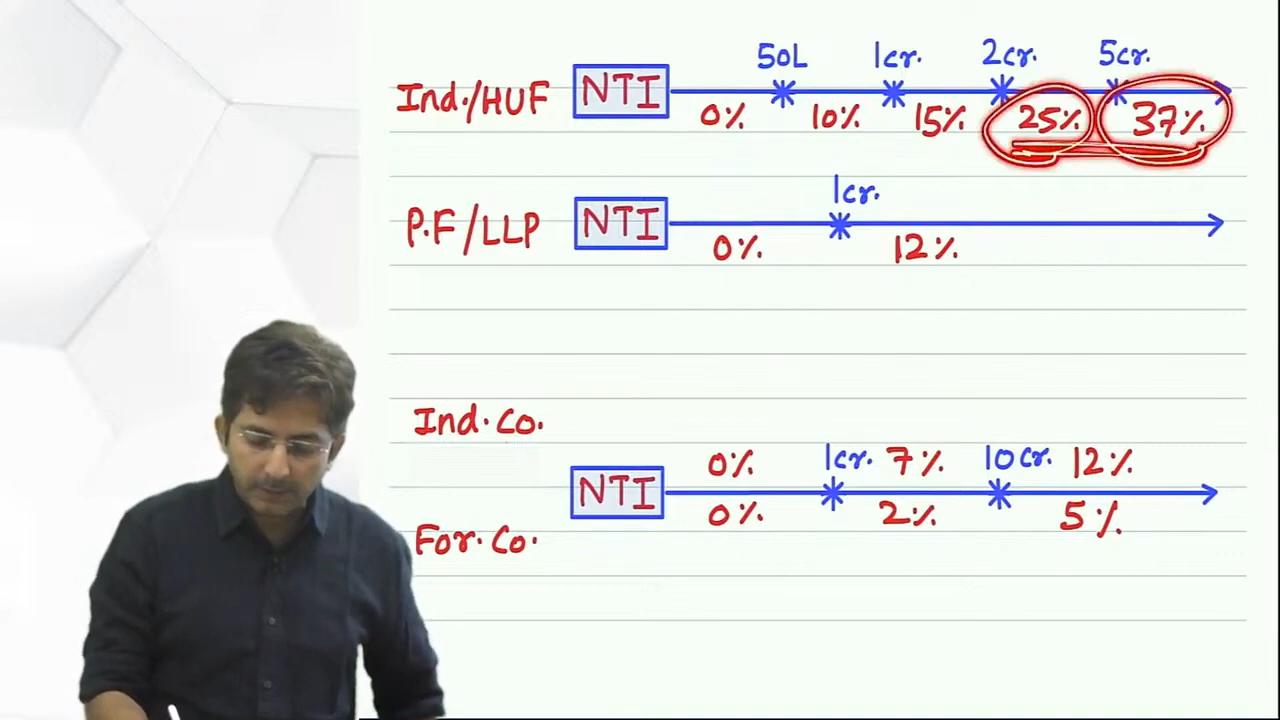 50L 1cr. 2cr. 5cr.
Ind./HUF NTI
0% 10% 15% 25% 37%
1cr.
P.F/LLP NTI
0% 12%
Ind. Co.
0% 1cr. 7% 10cr. 12%
NTI
0% 2% 5%
For. Co.